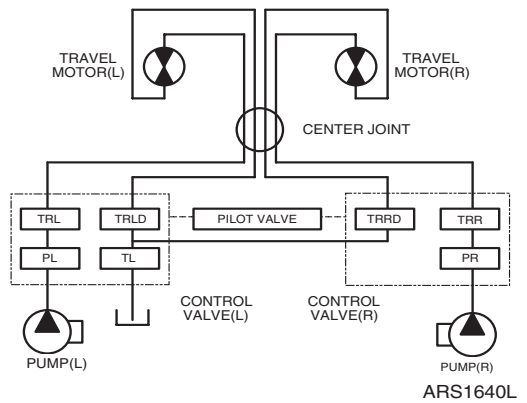 TRAVEL
MOTOR(L)
TRAVEL
MOTOR(R)
CENTER JOINT
TRL
TRLD
PILOT VALVE
TRRD
TRR
PL
TL
PR
CONTROL
VALVE(L)
CONTROL
VALVE(R)
PUMP(L)
PUMP(R)
ARS1640L